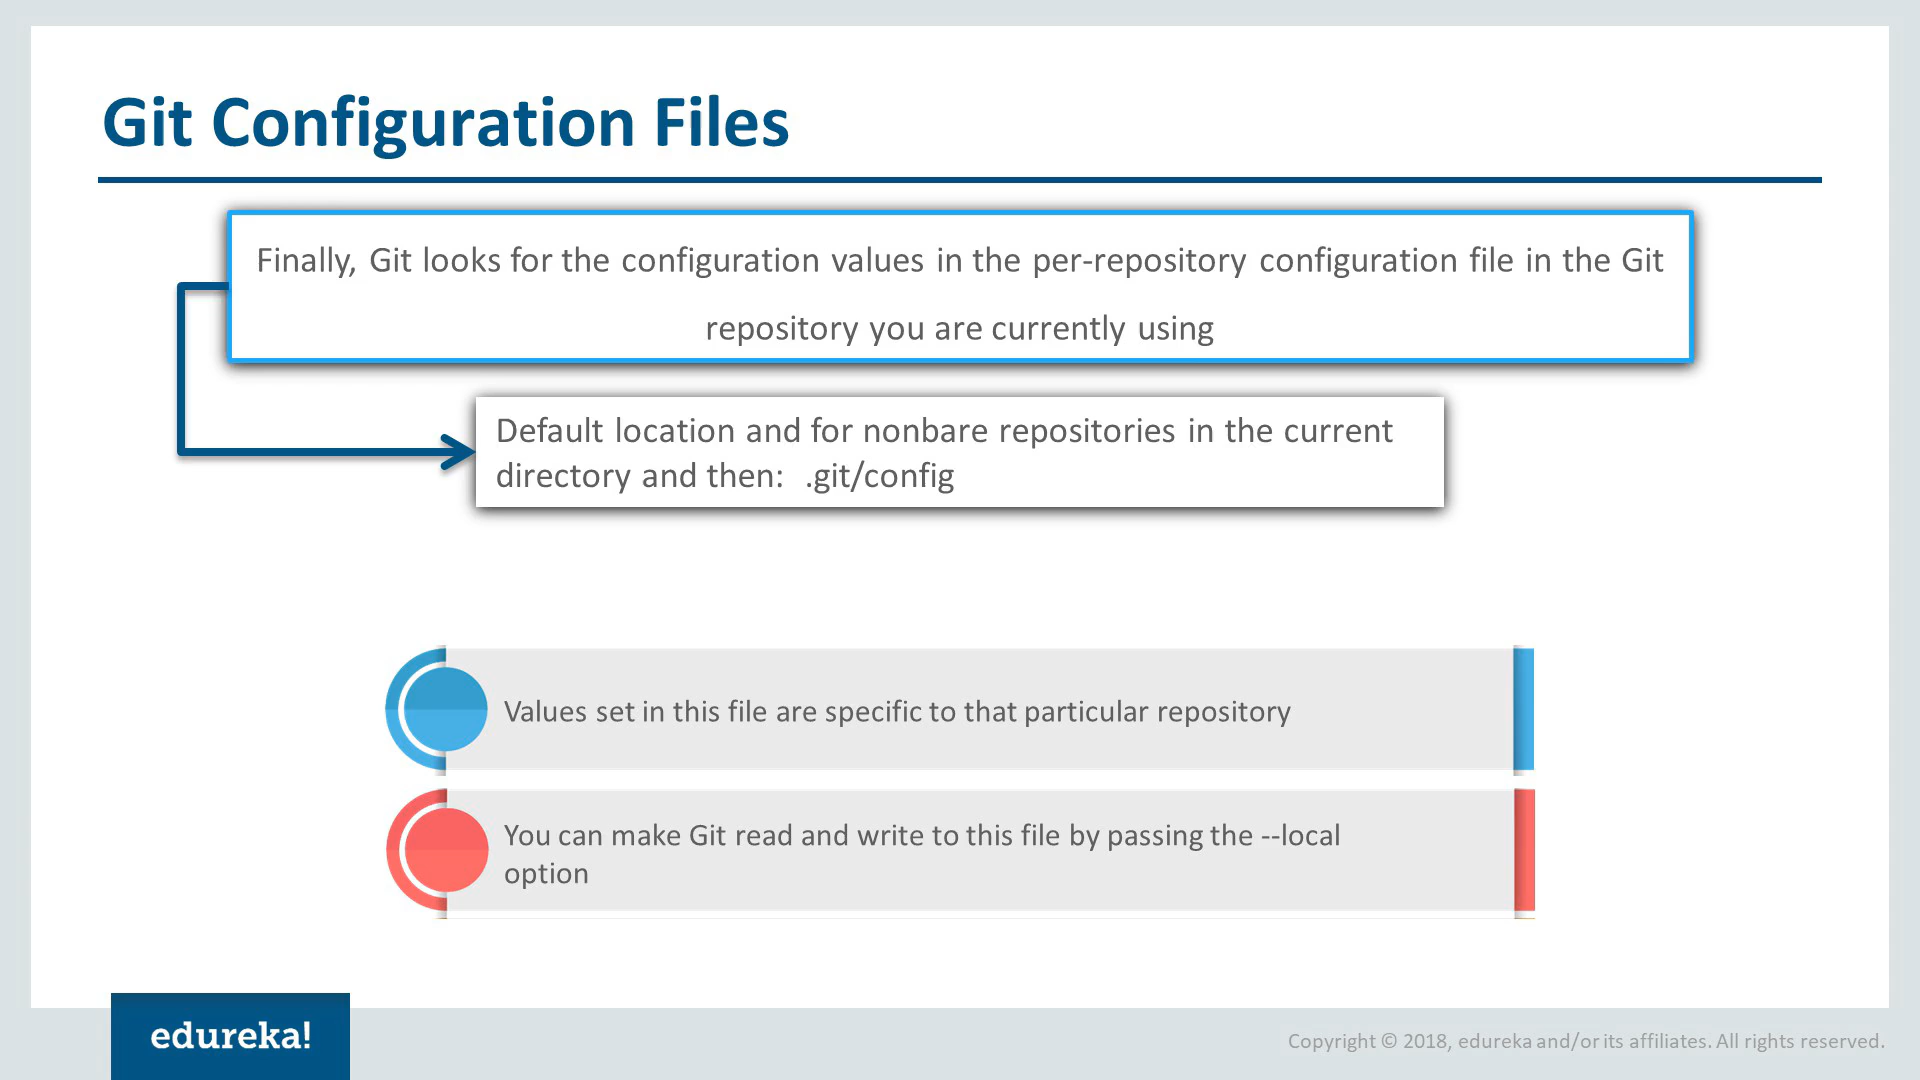 Git Configuration Files
Finally, Git looks for the configuration values in the per-repository configuration file in the Git
repository you are currently using
Default location and for nonbare repositories in the current
directory and then: .git/config
Values set in this file are specific to that particular repository
You can make Git read and write to this file by passing the --local
option
edureka!
Copyright © 2018, edureka and/or its affiliates. All rights reserved.